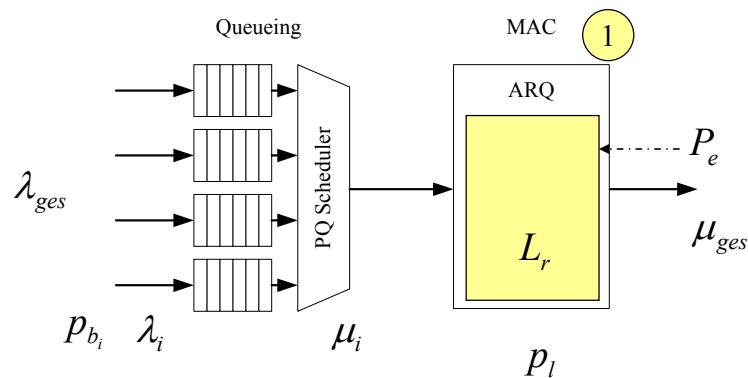 Queueing
MAC
1
ARQ
PQ Scheduler
P_e
λ_ges
μ_ges
L_r
p_{b_i}
λ_i
μ_i
p_l